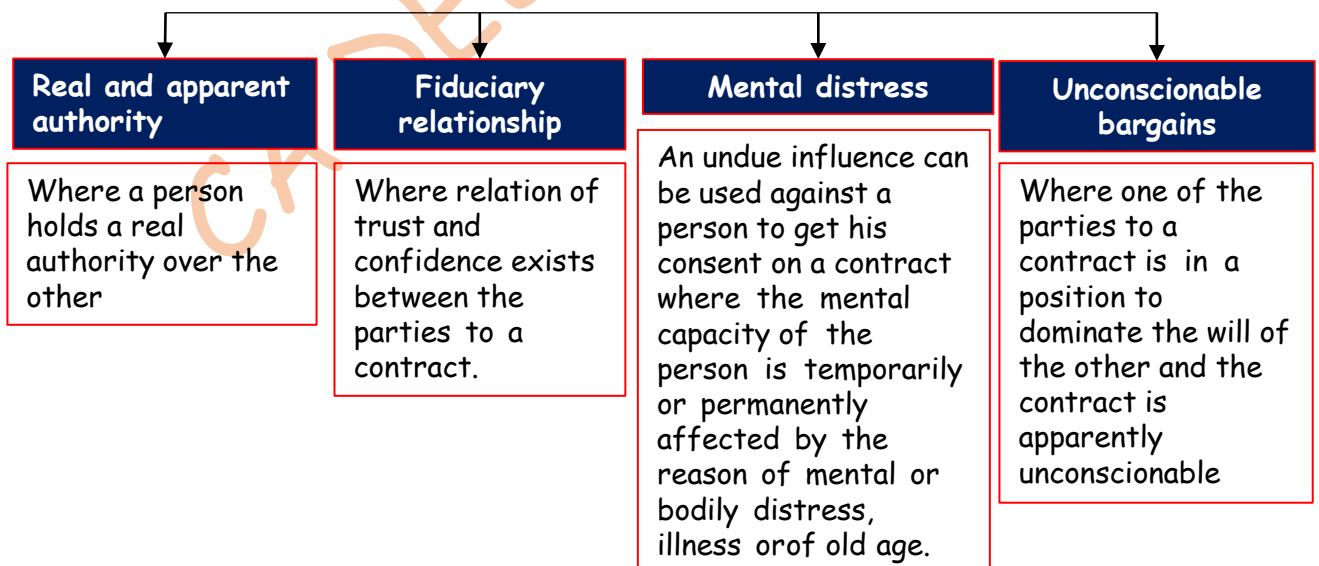 Real and apparent
authority
Where a person
holds a real
authority over the
other
Fiduciary
relationship
Where relation of
trust and
confidence exists
between the
parties to a
contract.
Mental distress
An undue influence can
be used against a
person to get his
consent on a contract
where the mental
capacity of the
person is temporarily
or permanently
affected by the
reason of mental or
bodily distress,
illness orof old age.
Unconscionable
bargains
Where one of the
parties to a
contract is in a
position to
dominate the will of
the other and the
contract is
apparently
unconscionable